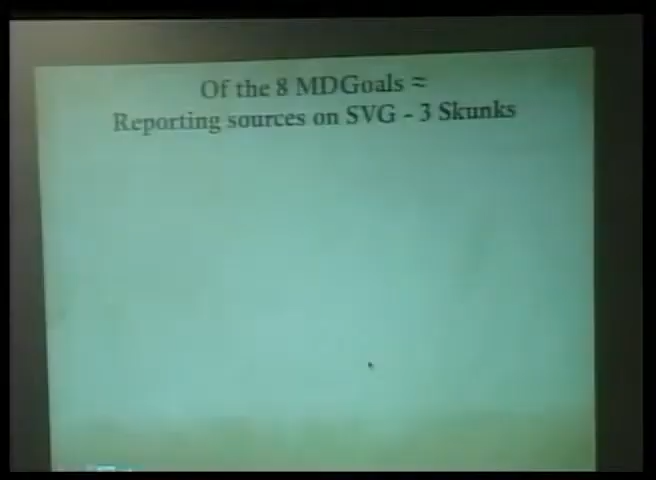 Of the 8 MDGoals =
Reporting sources on SVG - 3 Skunks